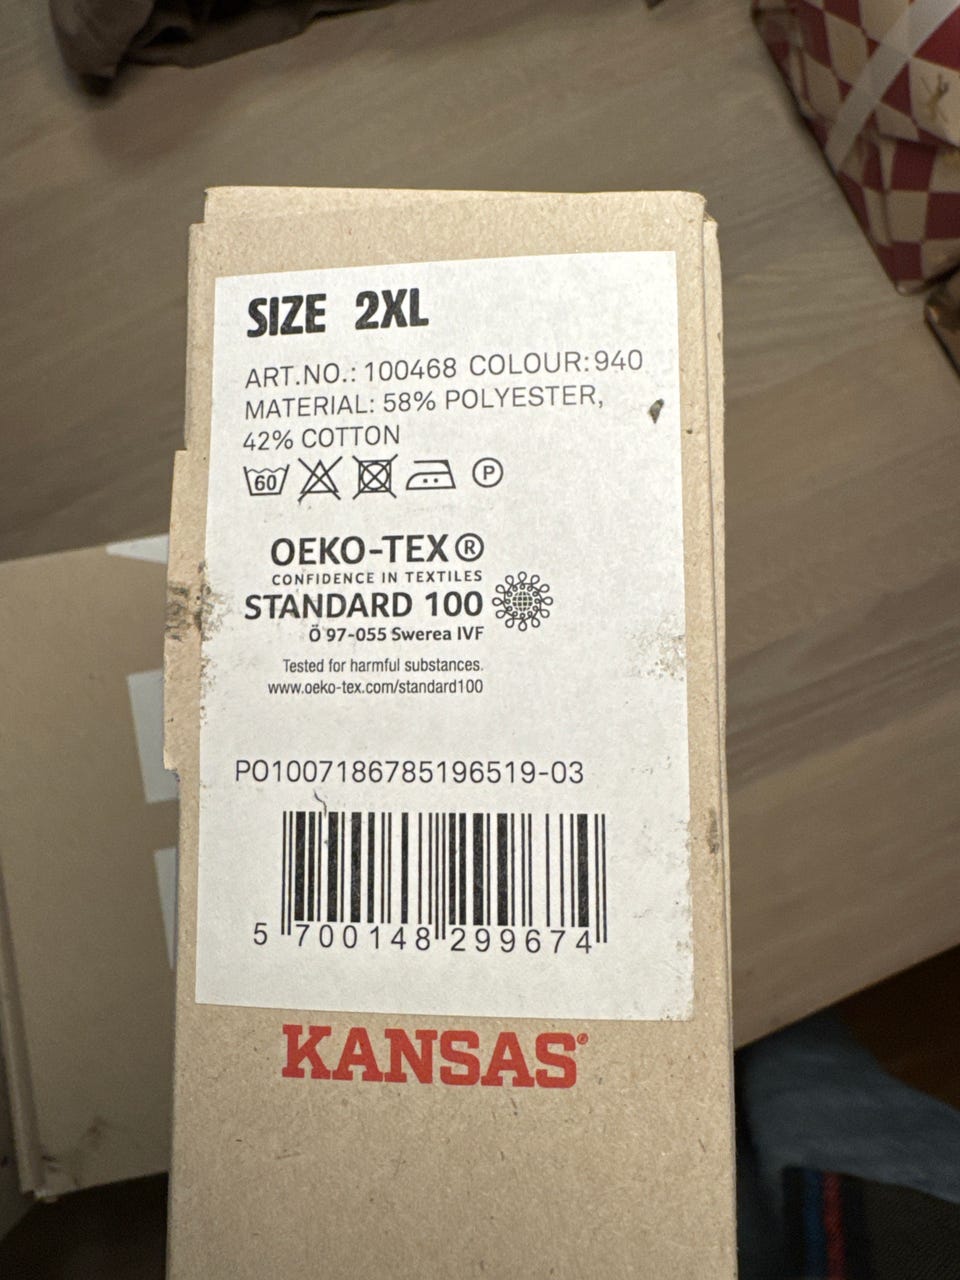 SIZE 2XL
ART.NO.: 100468 COLOUR: 940
MATERIAL: 58% POLYESTER,
42% COTTON
60 P
OEKO-TEX®
CONFIDENCE IN TEXTILES
STANDARD 100
Ö 97-055 Swerea IVF
Tested for harmful substances.
www.oeko-tex.com/standard100
PO1007186785196519-03
5 700148 299674
KANSAS®